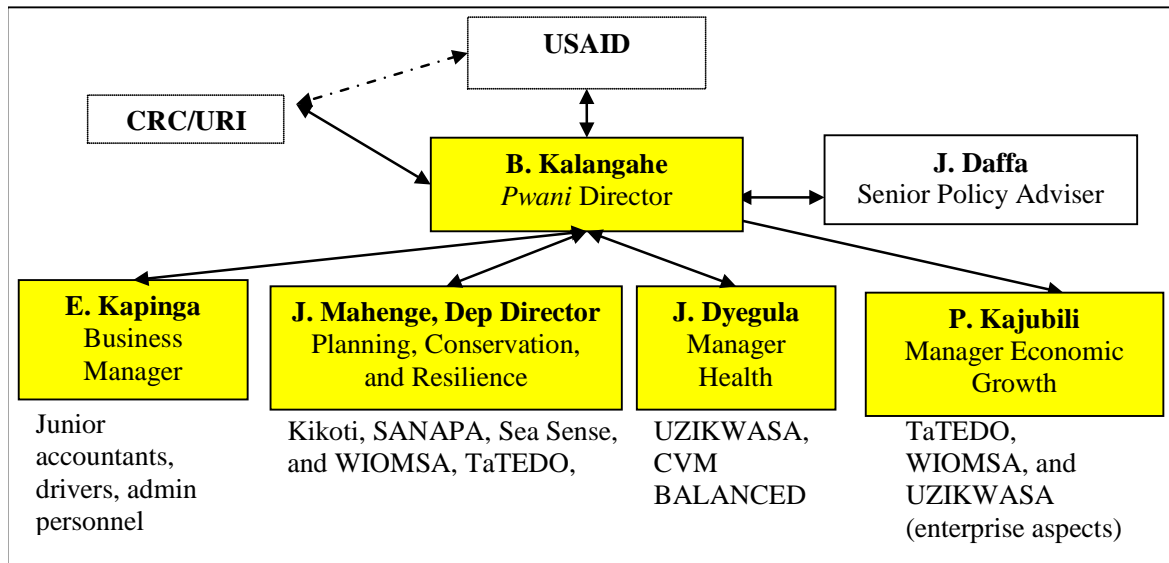 USAID
CRC/URI
B. Kalangahe
Pwani Director
J. Daffa
Senior Policy Adviser
E. Kapinga
Business
Manager
J. Mahenge, Dep Director
Planning, Conservation,
and Resilience
J. Dyegula
Manager
Health
P. Kajubili
Manager Economic
Growth
Junior
accountants,
drivers, admin
personnel
Kikoti, SANAPA, Sea Sense,
and WIOMSA, TaTEDO,
UZIKWASA,
CVM
BALANCED
TaTEDO,
WIOMSA, and
UZIKWASA
(enterprise aspects)